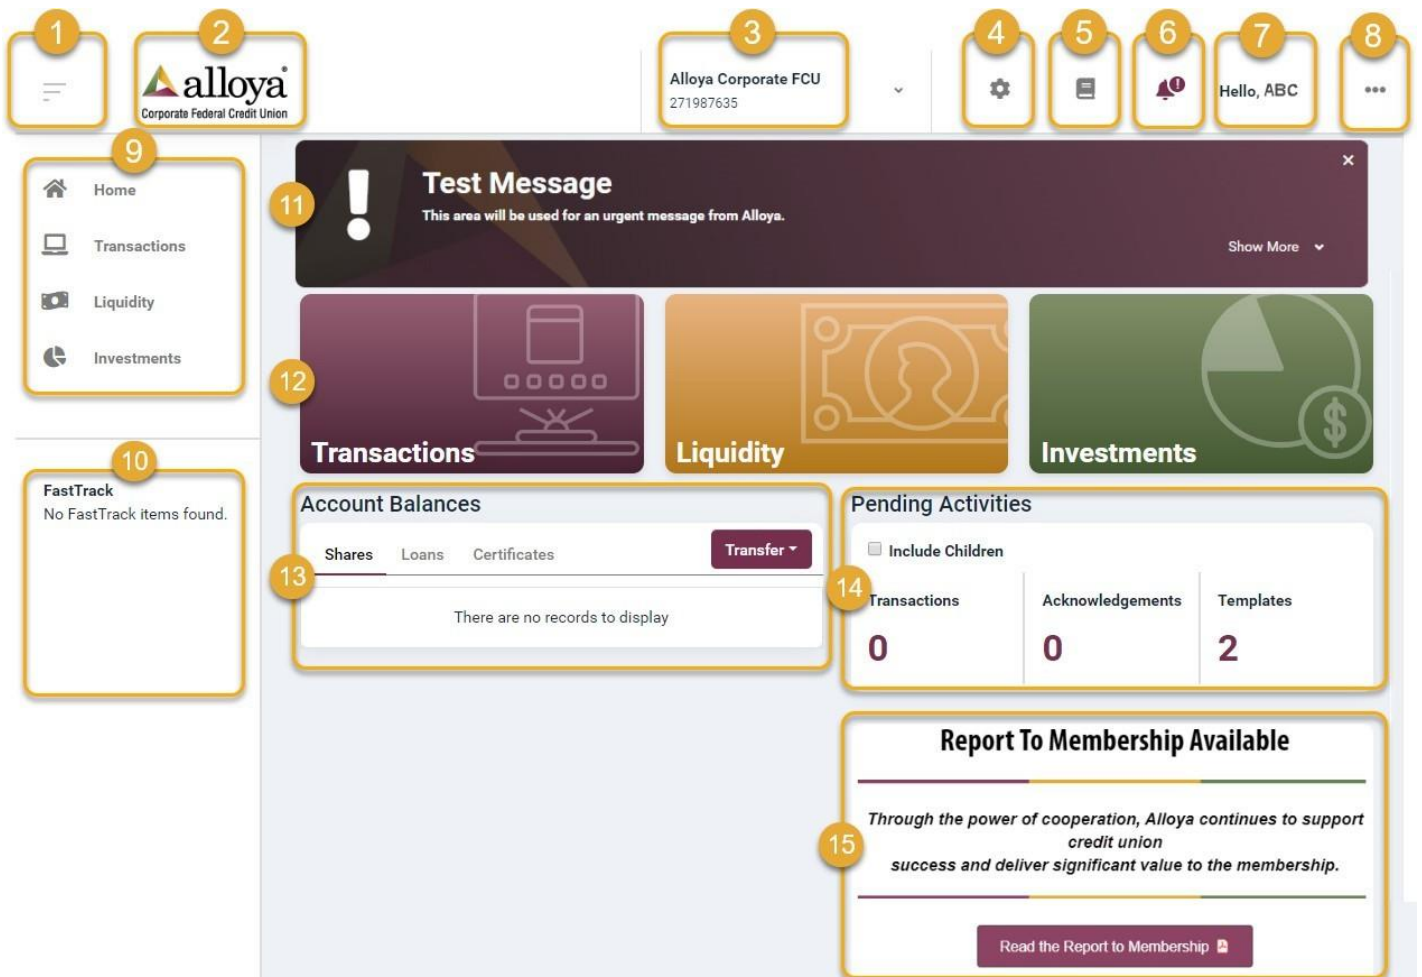 1
2
3
4
5
6
7
8
alloya®
Corporate Federal Credit Union
Alloya Corporate FCU
271987635
Hello, ABC
9
Home
Transactions
Liquidity
Investments
10
FastTrack
No FastTrack items found.
11
!
Test Message
This area will be used for an urgent message from Alloya.
Show More
12
Transactions
Liquidity
$
Investments
13
Account Balances
Shares
Loans
Certificates
Transfer
There are no records to display
14
Pending Activities
Include Children
Transactions
Acknowledgements
Templates
0
0
2
15
Report To Membership Available
Through the power of cooperation, Alloya continues to support
credit union
success and deliver significant value to the membership.
Read the Report to Membership